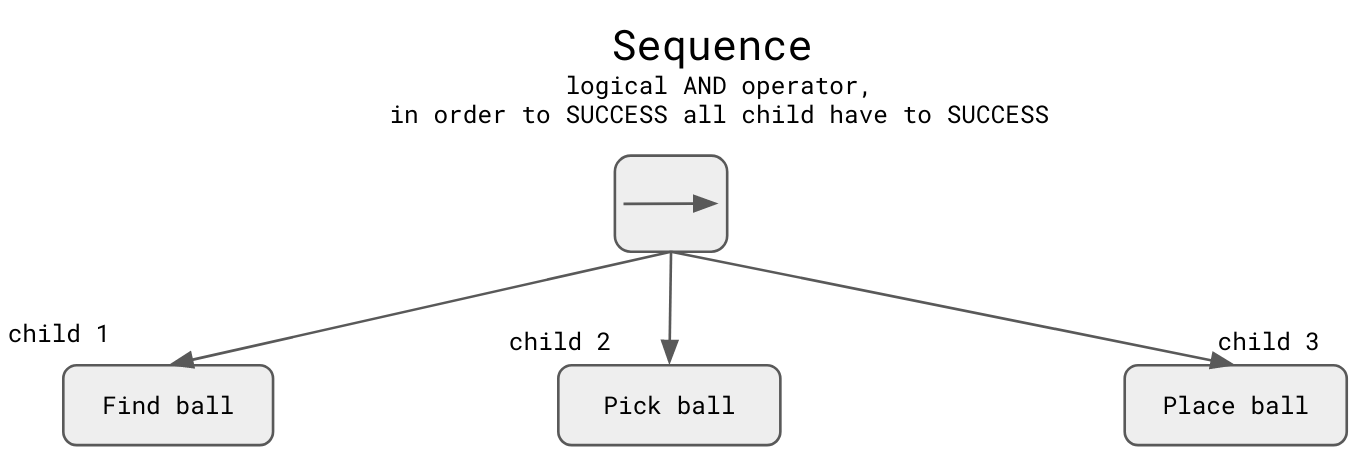 Sequence
logical AND operator,
in order to SUCCESS all child have to SUCCESS
child 1
child 2
child 3
Find ball
Pick ball
Place ball